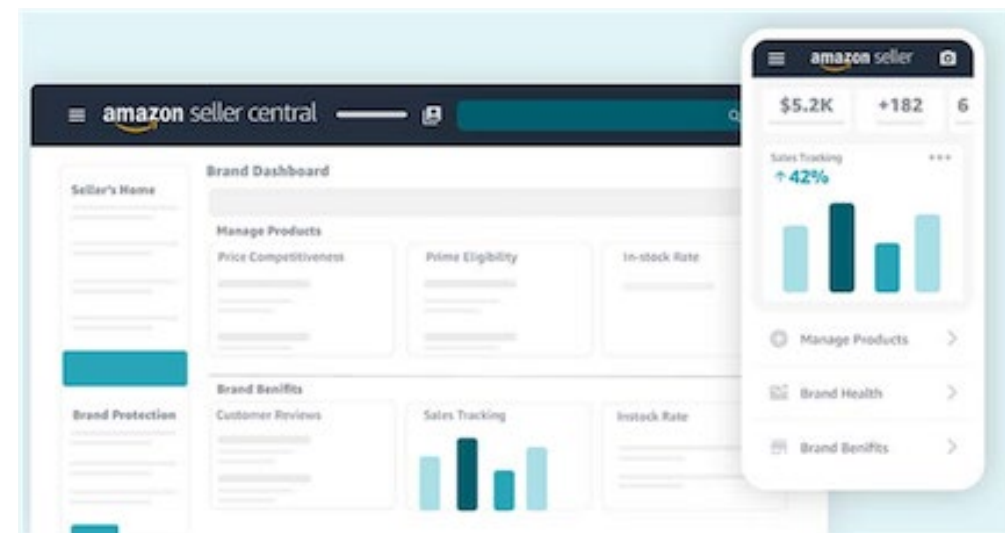 amazon seller central
Seller's Home
Brand Protection
Brand Dashboard
Manage Products
Price Competitiveness
Prime Eligibility
In-stock Rate
Brand Benifits
Customer Reviews
Sales Tracking
Instock Rate
amazon seller
$5.2K
+182
6
Sales Tracking
↑42%
Manage Products
Brand Health
Brand Benifits